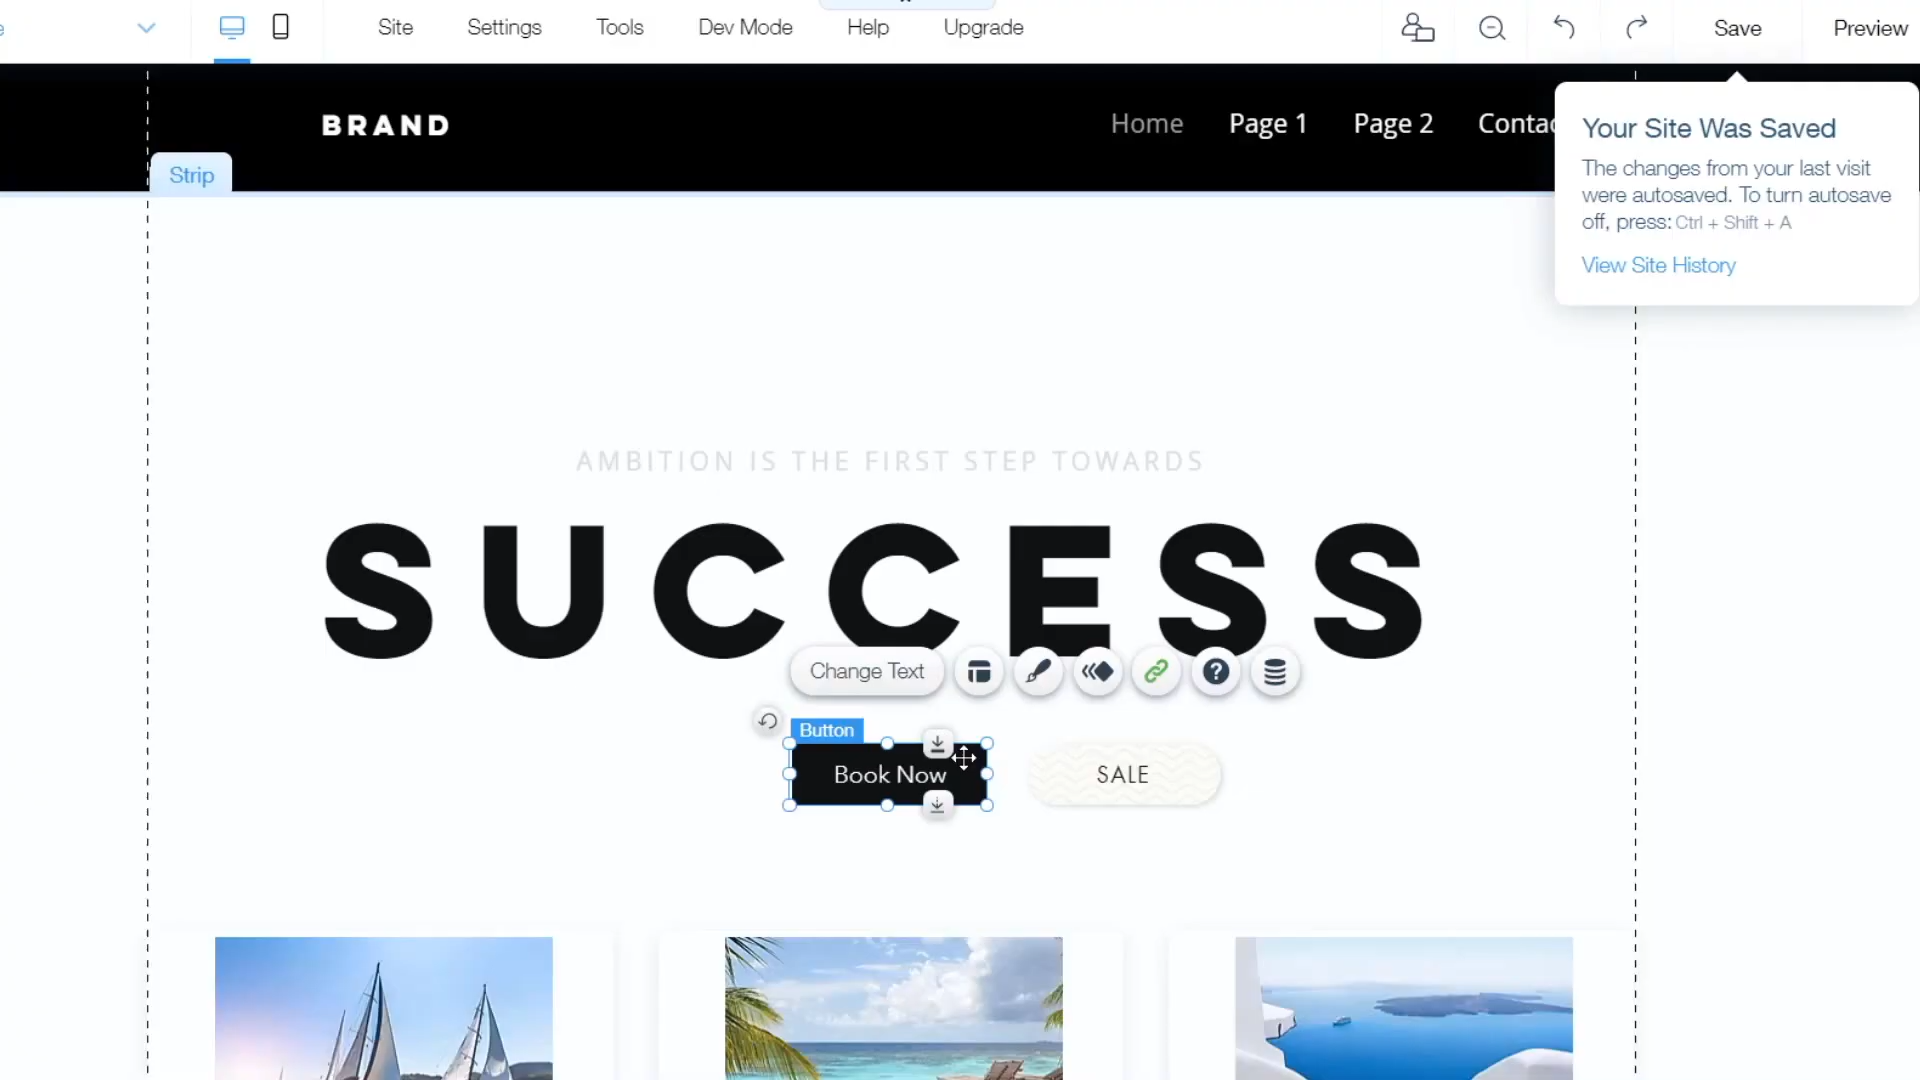 Site Settings Tools Dev Mode Help Upgrade Save Preview
BRAND
Home Page 1 Page 2 Contac
Strip
Your Site Was Saved
The changes from your last visit
were autosaved. To turn autosave
off, press: Ctrl + Shift + A
View Site History
AMBITION IS THE FIRST STEP TOWARDS
SUCCESS
Change Text
Button
Book Now
SALE